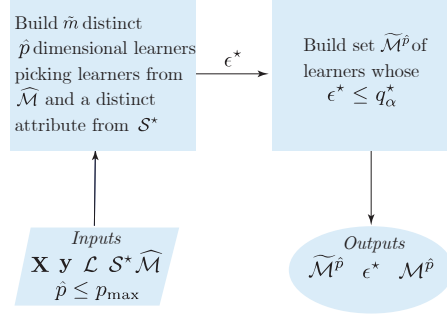 Build m̃ distinct
p̂ dimensional learners
picking learners from
ℳ̂ and a distinct
attribute from 𝒮⋆
ϵ⋆
Build set ℳ̃^p̂ of
learners whose
ϵ⋆ ≤ q⋆_α
Inputs
X y ℒ 𝒮⋆ ℳ̂
p̂ ≤ p_max
Outputs
ℳ̃^p̂ ϵ⋆ ℳ^p̂